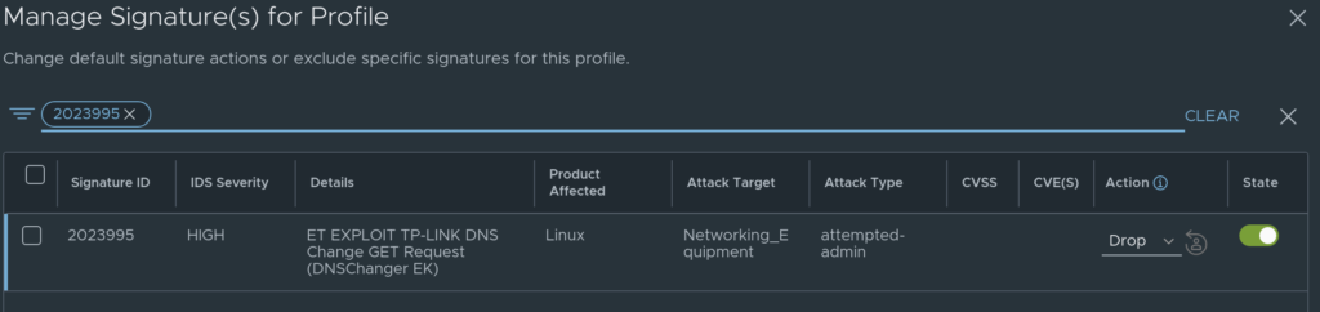 Manage Signature(s) for Profile
Change default signature actions or exclude specific signatures for this profile.
2023995
CLEAR
Signature ID
IDS Severity
Details
Product
Affected
Attack Target
Attack Type
CVSS
CVE(S)
Action
State
2023995
HIGH
ET EXPLOIT TP-LINK DNS
Change GET Request
(DNSChanger EK)
Linux
Networking_E
quipment
attempted-
admin
Drop